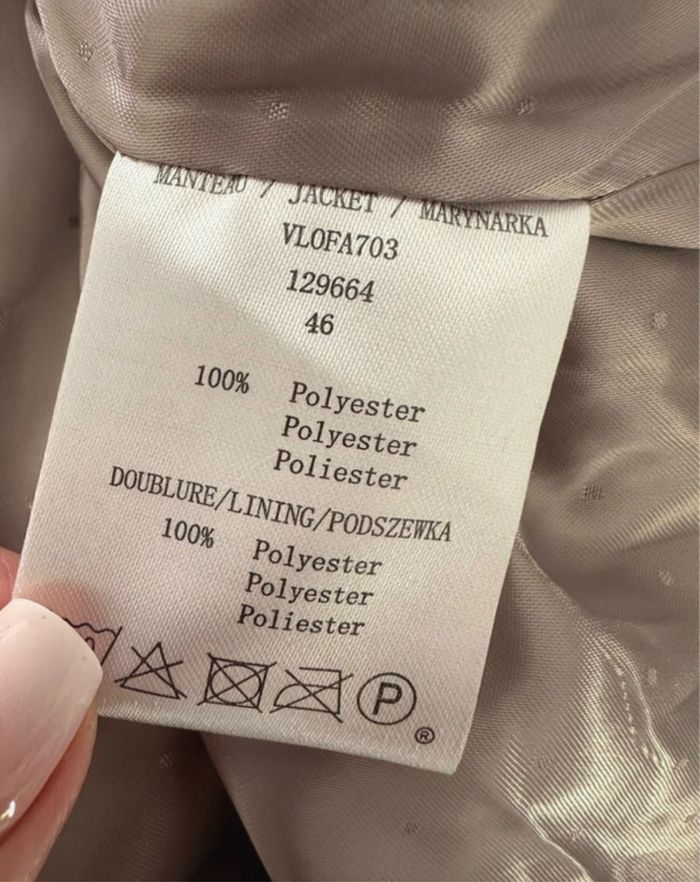 MANTEAU / JACKET / MARYNARKA
VLOFA703
129664
46
100% Polyester
Polyester
Poliester
DOUBLURE/LINING/PODSZEWKA
100% Polyester
Polyester
Poliester
P
®